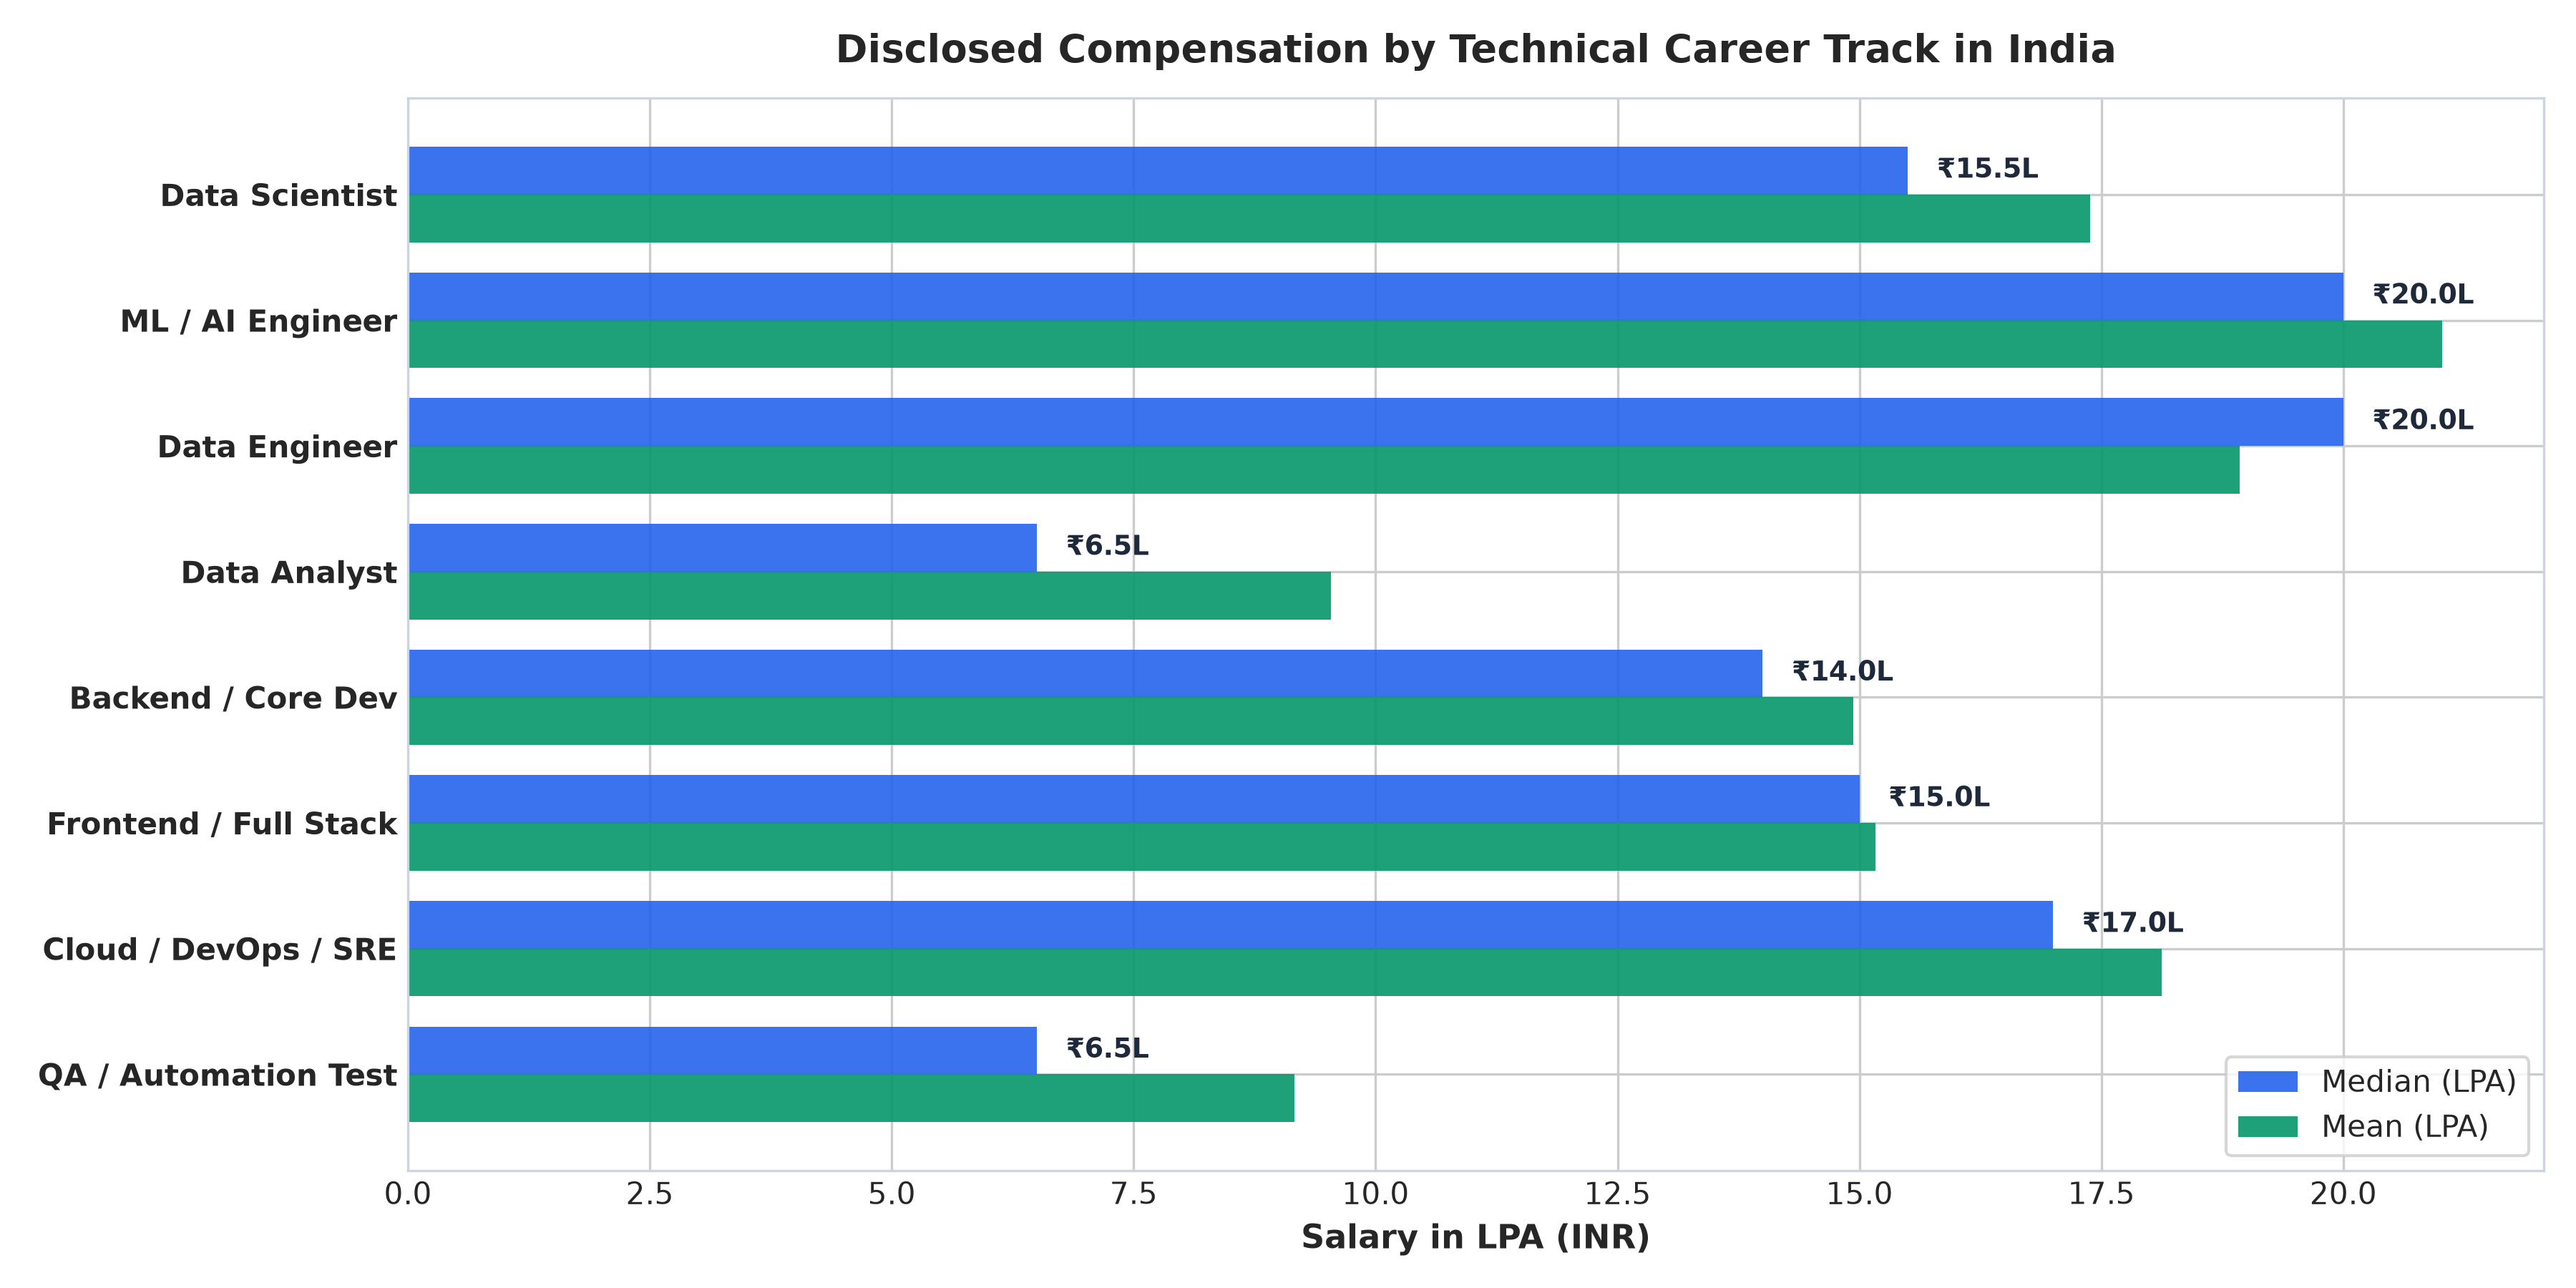 Disclosed Compensation by Technical Career Track in India
Data Scientist
₹15.5L
ML / AI Engineer
₹20.0L
Data Engineer
₹20.0L
Data Analyst
₹6.5L
Backend / Core Dev
₹14.0L
Frontend / Full Stack
₹15.0L
Cloud / DevOps / SRE
₹17.0L
QA / Automation Test
₹6.5L
Median (LPA)
Mean (LPA)
0.0 2.5 5.0 7.5 10.0 12.5 15.0 17.5 20.0
Salary in LPA (INR)